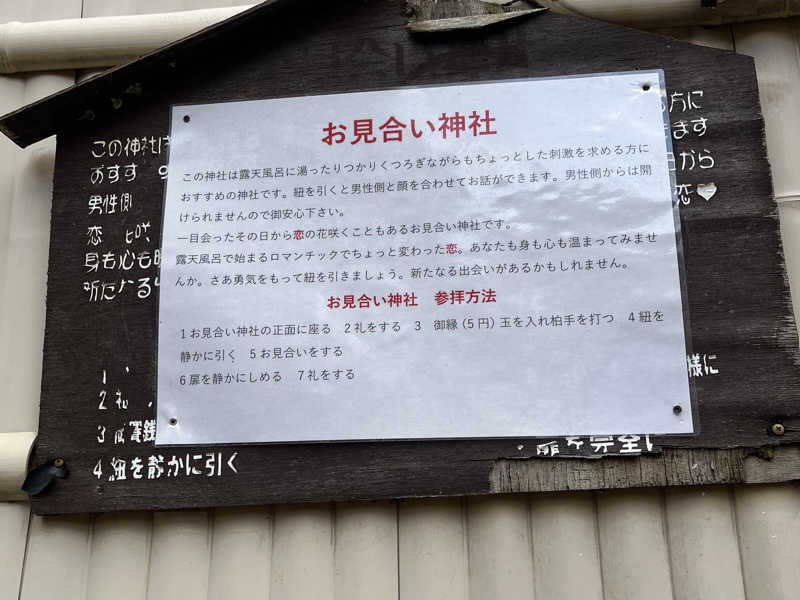 お見合い神社
この神社は露天風呂に湯ったりつかりくつろぎながらもちょっとした刺激を求める方に
おすすめの神社です。紐を引くと男性側と顔を合わせてお話ができます。男性側からは開
けられませんので御安心下さい。
一目会ったその日から恋の花咲くこともあるお見合い神社です。
露天風呂で始まるロマンチックでちょっと変わった恋。あなたも身も心も温まってみませ
んか。さあ勇気をもって紐を引きましょう。新たなる出会いがあるかもしれません。
お見合い神社 参拝方法
1お見合い神社の正面に座る 2礼をする 3 御縁(5円)玉を入れ柏手を打つ 4紐を
静かに引く 5お見合いをする
6扉を静かにしめる 7礼をする
この神社は
おすす
男性側
恋
身も心も
新たなる
方に
ます
から
恋♥
1
2礼
3
賽銭
4紐を静かに引く
様に